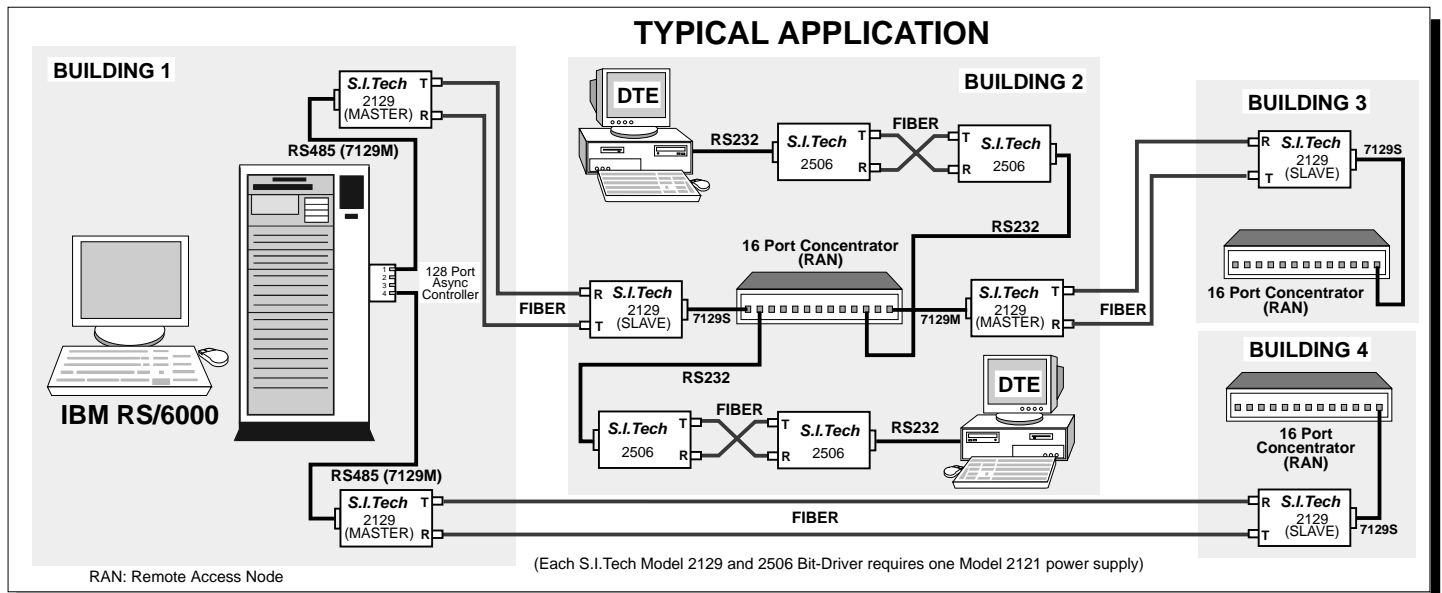 TYPICAL APPLICATION
BUILDING 1
S.I.Tech
2129
(MASTER)
T
R
RS485 (7129M)
1
2
3
4
128 Port
Async
Controller
IBM RS/6000
RS485 (7129M)
S.I.Tech
2129
(MASTER)
T
R
RAN: Remote Access Node
FIBER
BUILDING 2
DTE
RS232
S.I.Tech
2506
T
R
FIBER
T
R
S.I.Tech
2506
RS232
16 Port Concentrator
(RAN)
R
T
S.I.Tech
2129
(SLAVE)
7129S
7129M
S.I.Tech
2129
(MASTER)
T
R
FIBER
RS232
S.I.Tech
2506
T
R
FIBER
T
R
S.I.Tech
2506
RS232
DTE
BUILDING 3
R
T
S.I.Tech
2129
(SLAVE)
7129S
16 Port Concentrator
(RAN)
BUILDING 4
16 Port
Concentrator
(RAN)
R
T
S.I.Tech
2129
(SLAVE)
7129S
FIBER
(Each S.I.Tech Model 2129 and 2506 Bit-Driver requires one Model 2121 power supply)